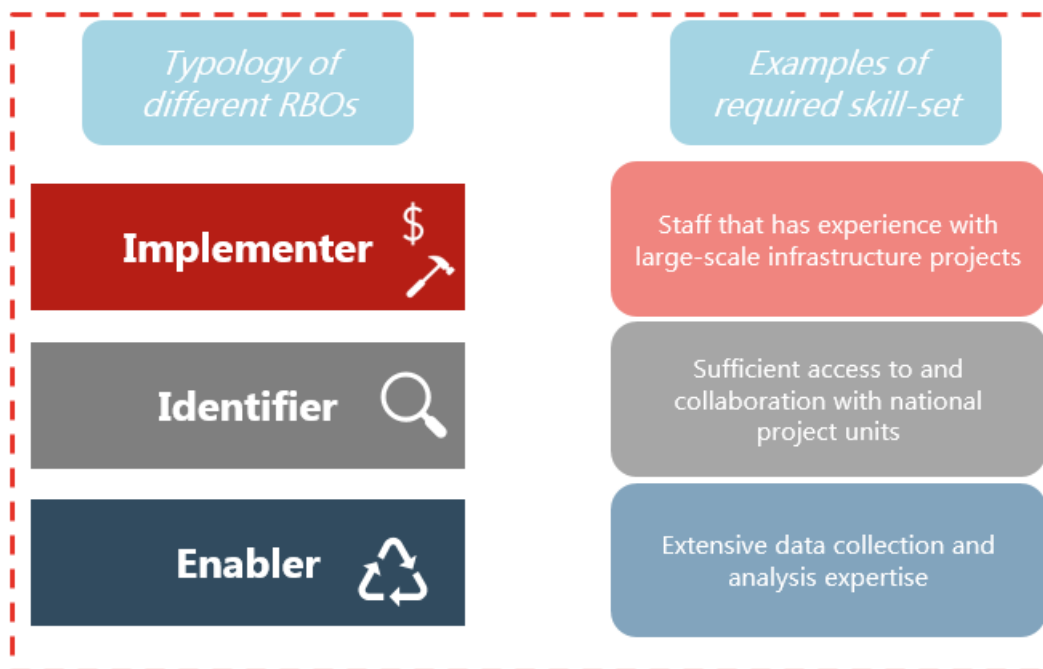 Typology of
different RBOs
Examples of
required skill-set
Implementer
$
Staff that has experience with
large-scale infrastructure projects
Identifier
Sufficient access to and
collaboration with national
project units
Enabler
Extensive data collection and
analysis expertise